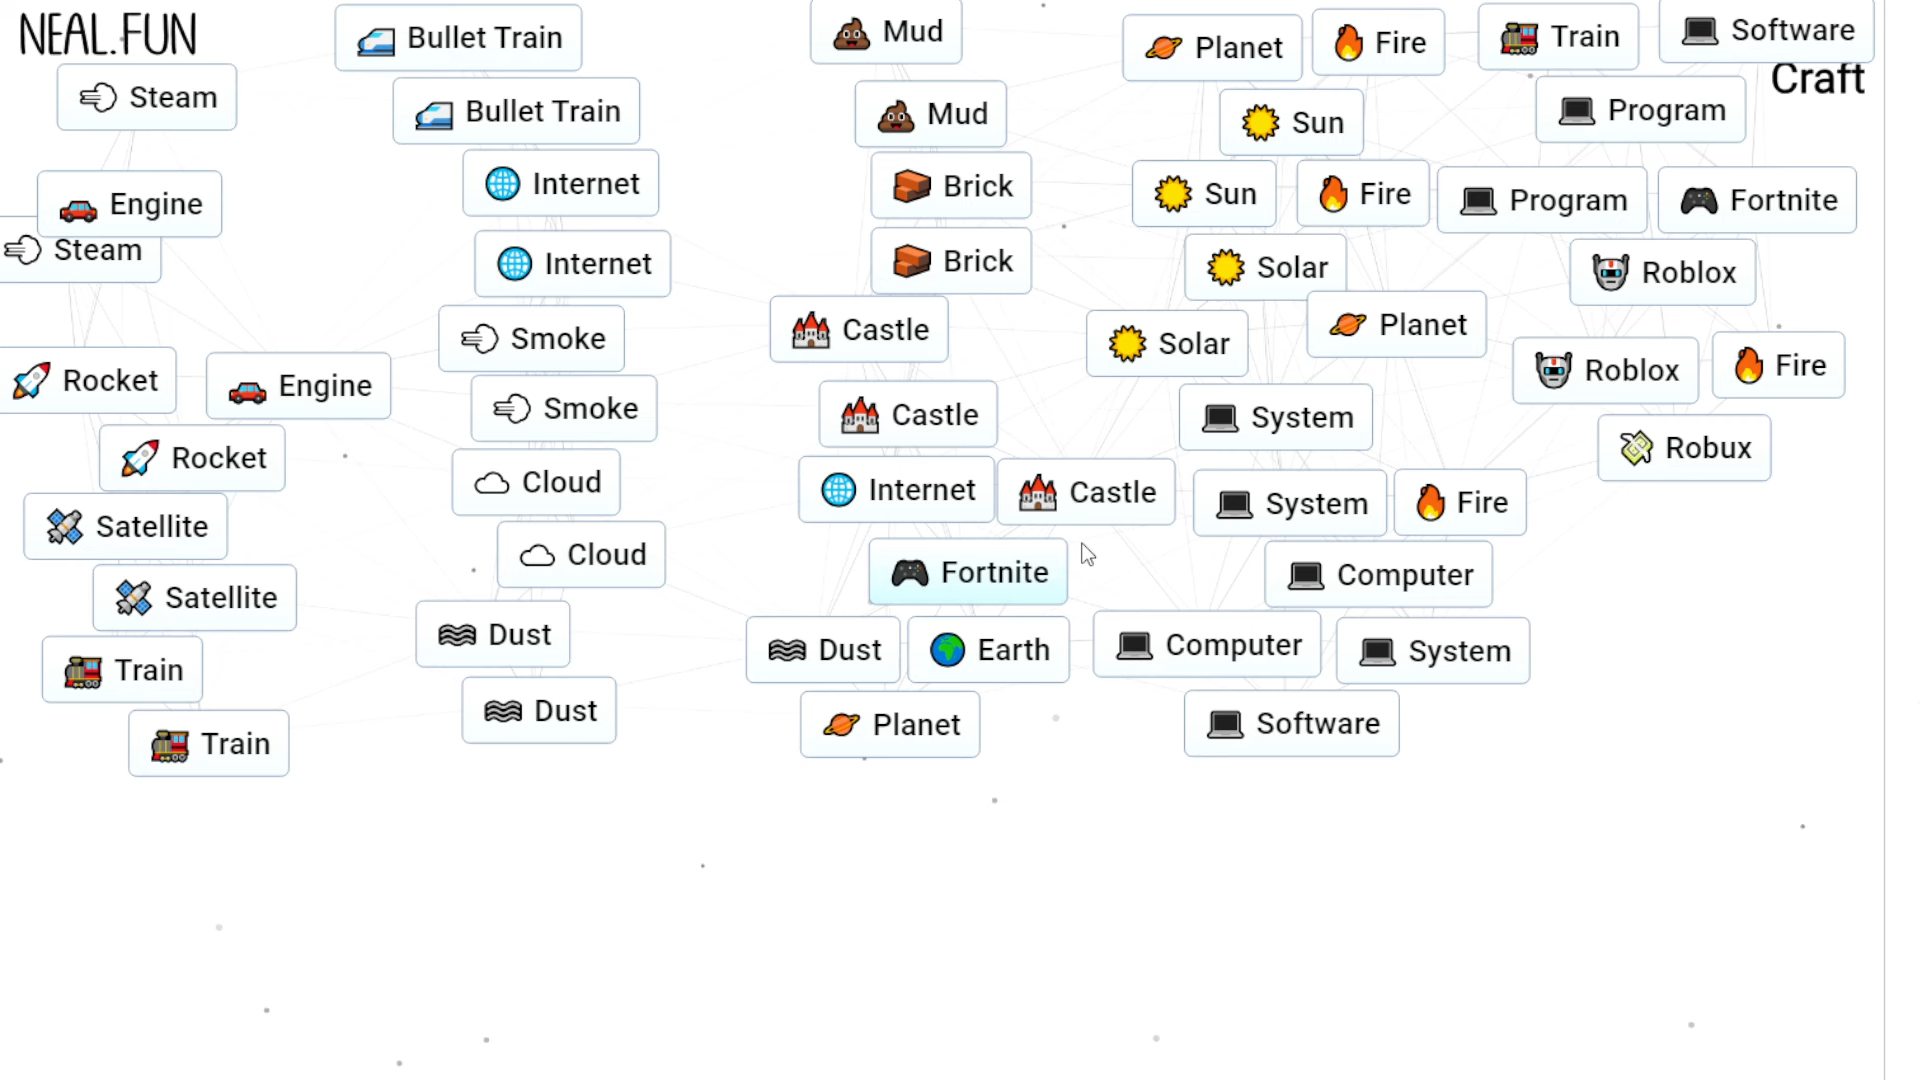 NEAL.FUN
Steam
Engine
Steam
Rocket
Engine
Rocket
Satellite
Satellite
Train
Train
Bullet Train
Bullet Train
Internet
Internet
Smoke
Smoke
Cloud
Cloud
Dust
Dust
Mud
Mud
Brick
Brick
Castle
Castle
Internet
Castle
Fortnite
Dust
Earth
Planet
Planet
Fire
Train
Software
Craft
Sun
Program
Sun
Fire
Program
Fortnite
Solar
Roblox
Solar
Planet
Roblox
Fire
System
Robux
System
Fire
Computer
Computer
System
Software